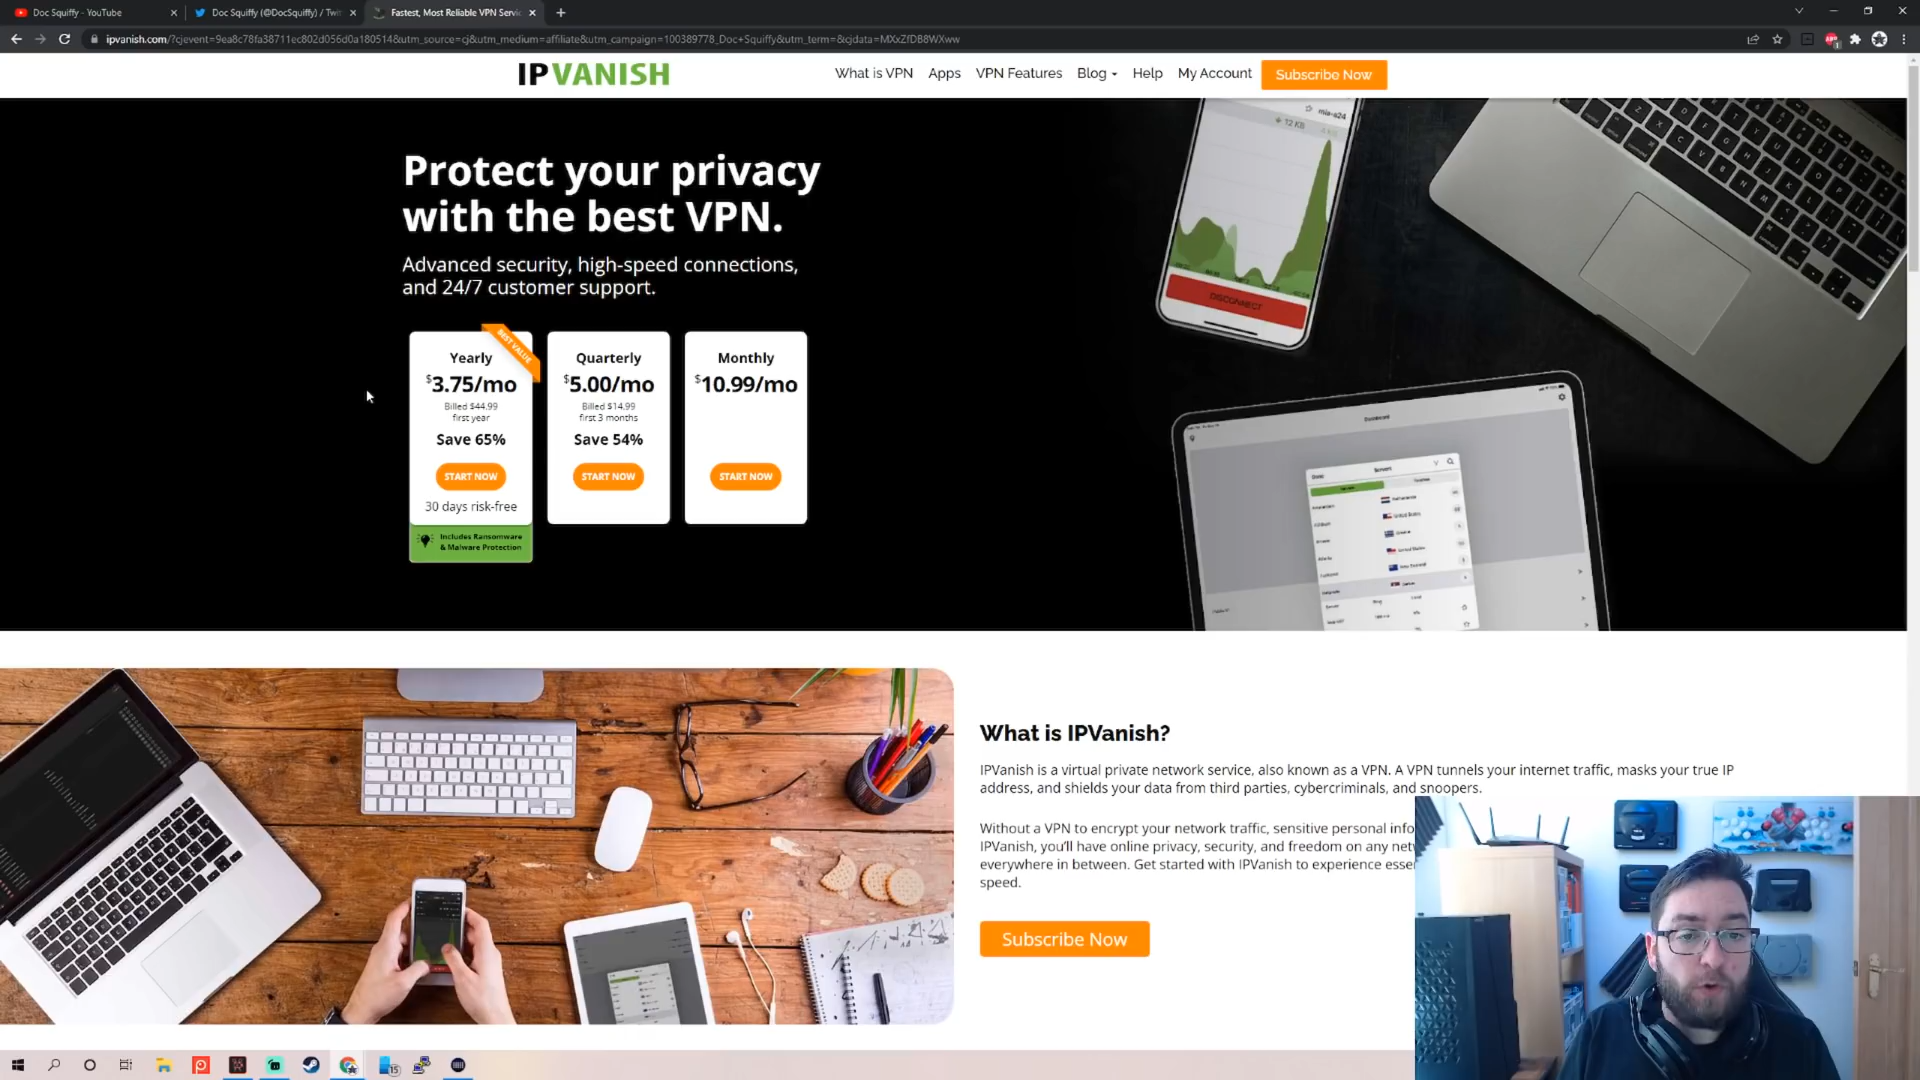 Doc Squiffy - YouTube
Doc Squiffy (@DocSquiffy) / Twi
Fastest, Most Reliable VPN Servic
ipvanish.com/?cjevent=9ea8c78fa38711ec802d056d0a180514&utm_source=cj&utm_medium=affiliate&utm_campaign=100389778_Doc+Squiffy&utm_term=&cjdata=MXxZfDB8WXww
IPVANISH
What is VPN Apps VPN Features Blog Help My Account Subscribe Now
Protect your privacy
with the best VPN.
Advanced security, high-speed connections,
and 24/7 customer support.
BEST VALUE
Yearly
$3.75/mo
Billed $44.99
first year
Save 65%
START NOW
30 days risk-free
Includes Ransomware
& Malware Protection
Quarterly
$5.00/mo
Billed $14.99
first 3 months
Save 54%
START NOW
Monthly
$10.99/mo
START NOW
mia-a24
12 KB
DISCONNECT
What is IPVanish?
IPVanish is a virtual private network service, also known as a VPN. A VPN tunnels your internet traffic, masks your true IP
address, and shields your data from third parties, cybercriminals, and snoopers.
Without a VPN to encrypt your network traffic, sensitive personal info
IPVanish, you'll have online privacy, security, and freedom on any net
everywhere in between. Get started with IPVanish to experience esse
speed.
Subscribe Now
15